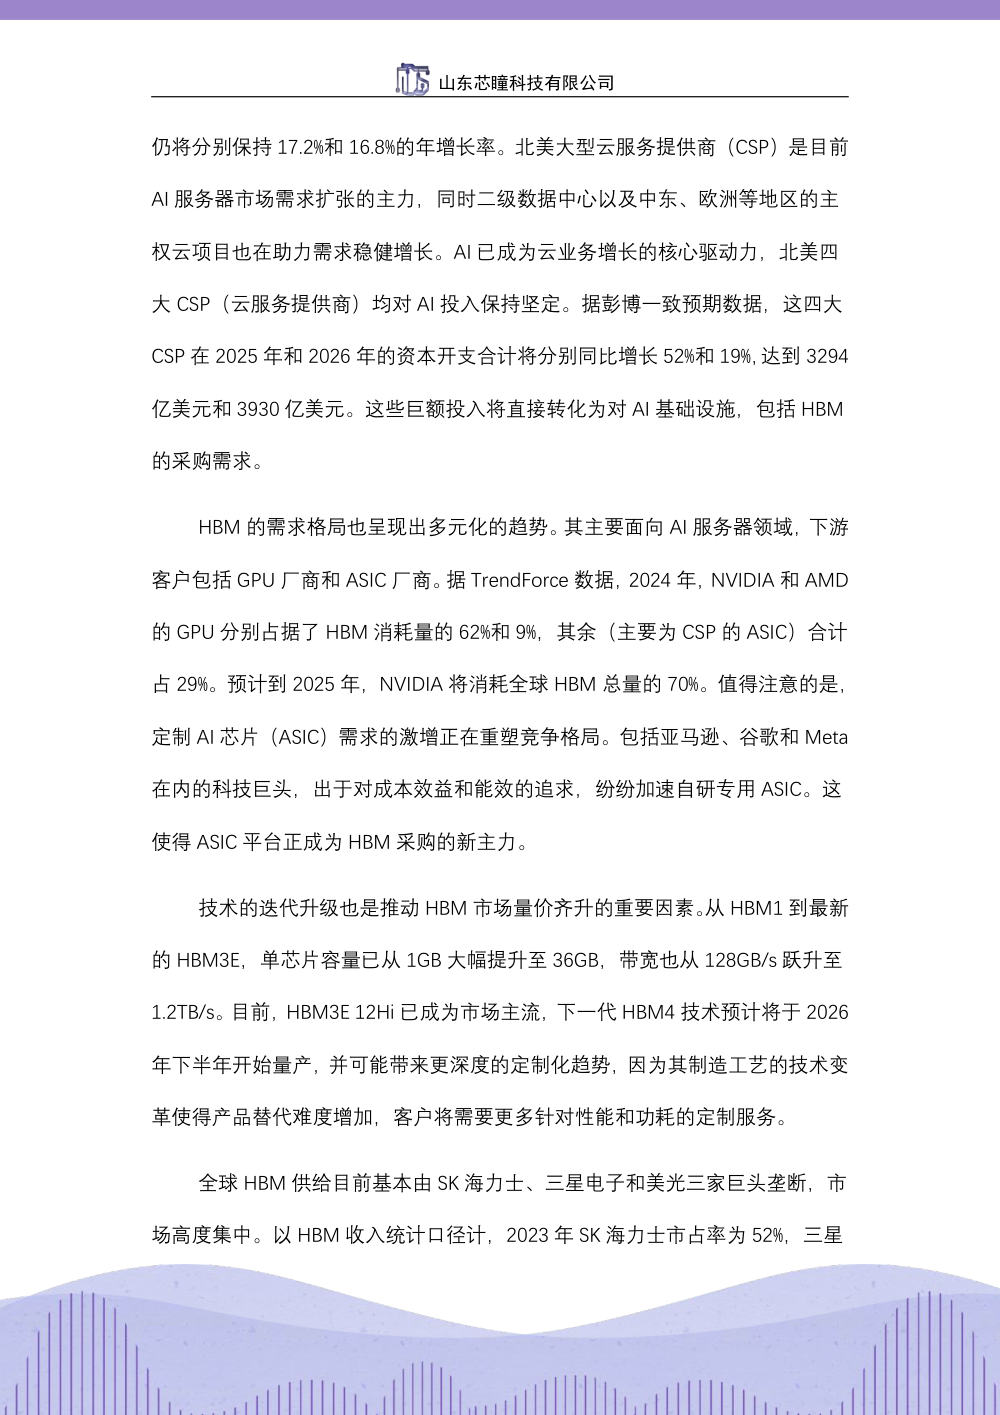 山东芯瞳科技有限公司
仍将分别保持 17.2%和 16.8%的年增长率。北美大型云服务提供商（CSP）是目前
AI 服务器市场需求扩张的主力，同时二级数据中心以及中东、欧洲等地区的主
权云项目也在助力需求稳健增长。AI 已成为云业务增长的核心驱动力，北美四
大 CSP（云服务提供商）均对 AI 投入保持坚定。据彭博一致预期数据，这四大
CSP 在 2025 年和 2026 年的资本开支合计将分别同比增长 52%和 19%, 达到 3294
亿美元和 3930 亿美元。这些巨额投入将直接转化为对 AI 基础设施，包括 HBM
的采购需求。
HBM 的需求格局也呈现出多元化的趋势。其主要面向 AI 服务器领域，下游
客户包括 GPU 厂商和 ASIC 厂商。据 TrendForce 数据，2024 年，NVIDIA 和 AMD
的 GPU 分别占据了 HBM 消耗量的 62%和 9%，其余（主要为 CSP 的 ASIC）合计
占 29%。预计到 2025 年，NVIDIA 将消耗全球 HBM 总量的 70%。值得注意的是，
定制 AI 芯片（ASIC）需求的激增正在重塑竞争格局。包括亚马逊、谷歌和 Meta
在内的科技巨头，出于对成本效益和能效的追求，纷纷加速自研专用 ASIC。这
使得 ASIC 平台正成为 HBM 采购的新主力。
技术的迭代升级也是推动 HBM 市场量价齐升的重要因素。从 HBM1 到最新
的 HBM3E，单芯片容量已从 1GB 大幅提升至 36GB，带宽也从 128GB/s 跃升至
1.2TB/s。目前，HBM3E 12Hi 已成为市场主流，下一代 HBM4 技术预计将于 2026
年下半年开始量产，并可能带来更深度的定制化趋势，因为其制造工艺的技术变
革使得产品替代难度增加，客户将需要更多针对性能和功耗的定制服务。
全球 HBM 供给目前基本由 SK 海力士、三星电子和美光三家巨头垄断，市
场高度集中。以 HBM 收入统计口径计，2023 年 SK 海力士市占率为 52%，三星